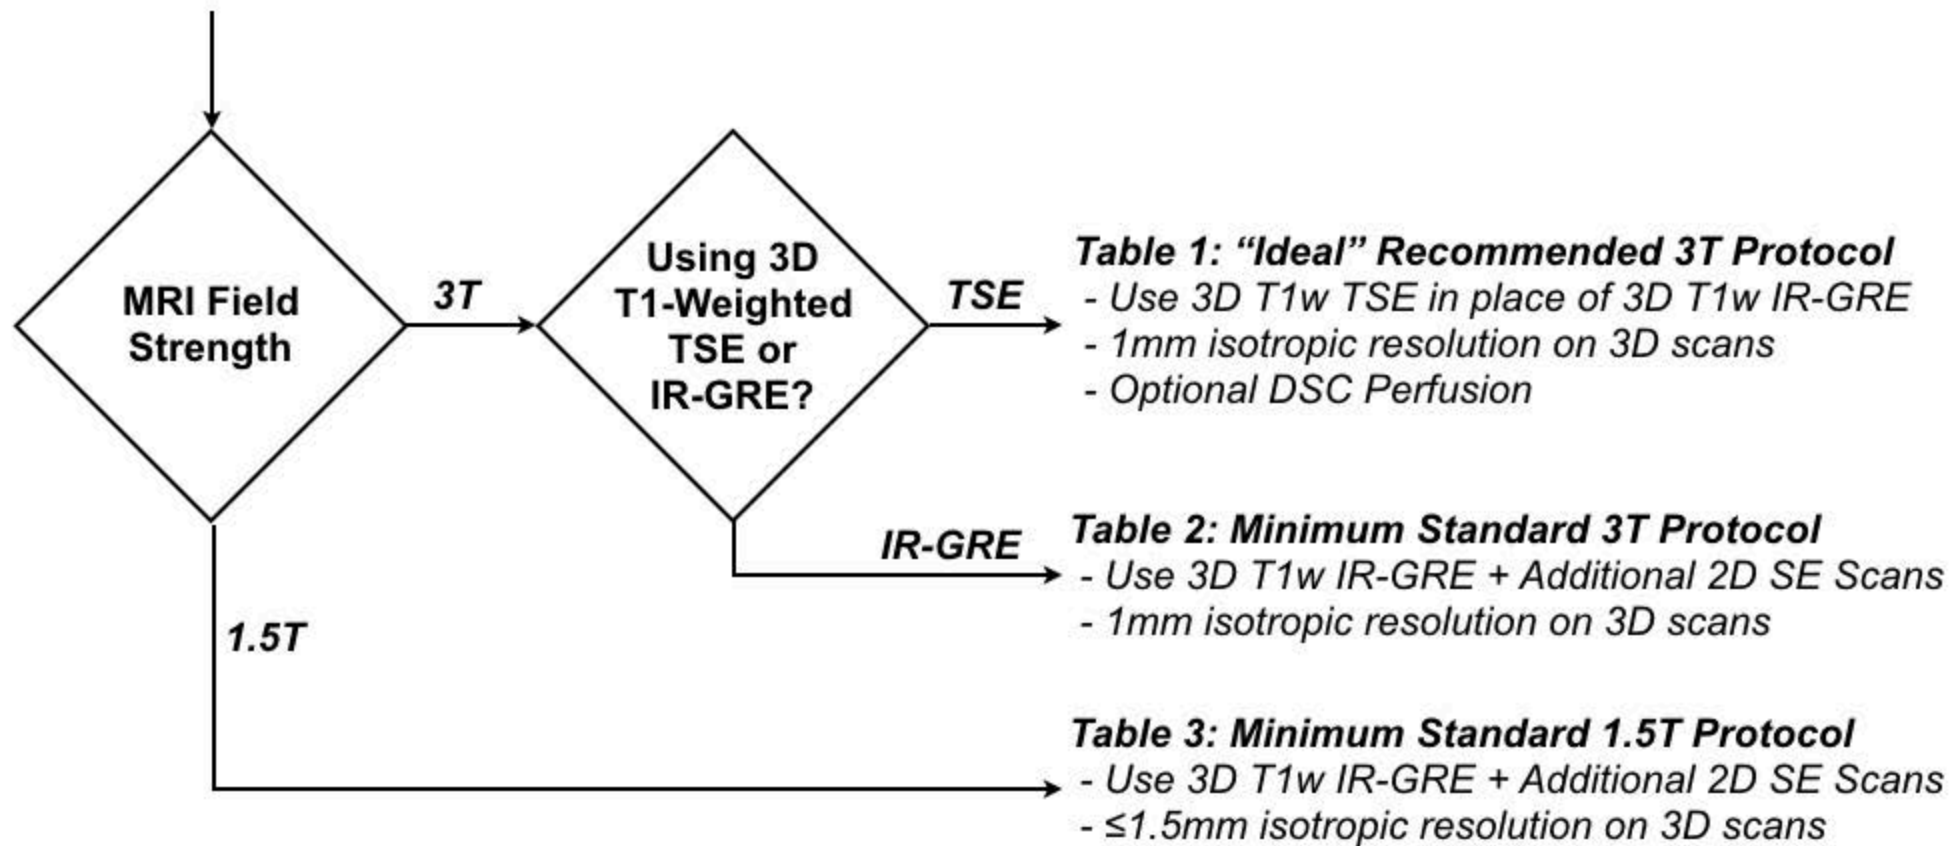 MRI Field
Strength
3T
Using 3D
T1-Weighted
TSE or
IR-GRE?
TSE
Table 1: “Ideal” Recommended 3T Protocol
- Use 3D T1w TSE in place of 3D T1w IR-GRE
- 1mm isotropic resolution on 3D scans
- Optional DSC Perfusion
IR-GRE
Table 2: Minimum Standard 3T Protocol
- Use 3D T1w IR-GRE + Additional 2D SE Scans
- 1mm isotropic resolution on 3D scans
1.5T
Table 3: Minimum Standard 1.5T Protocol
- Use 3D T1w IR-GRE + Additional 2D SE Scans
- ≤1.5mm isotropic resolution on 3D scans